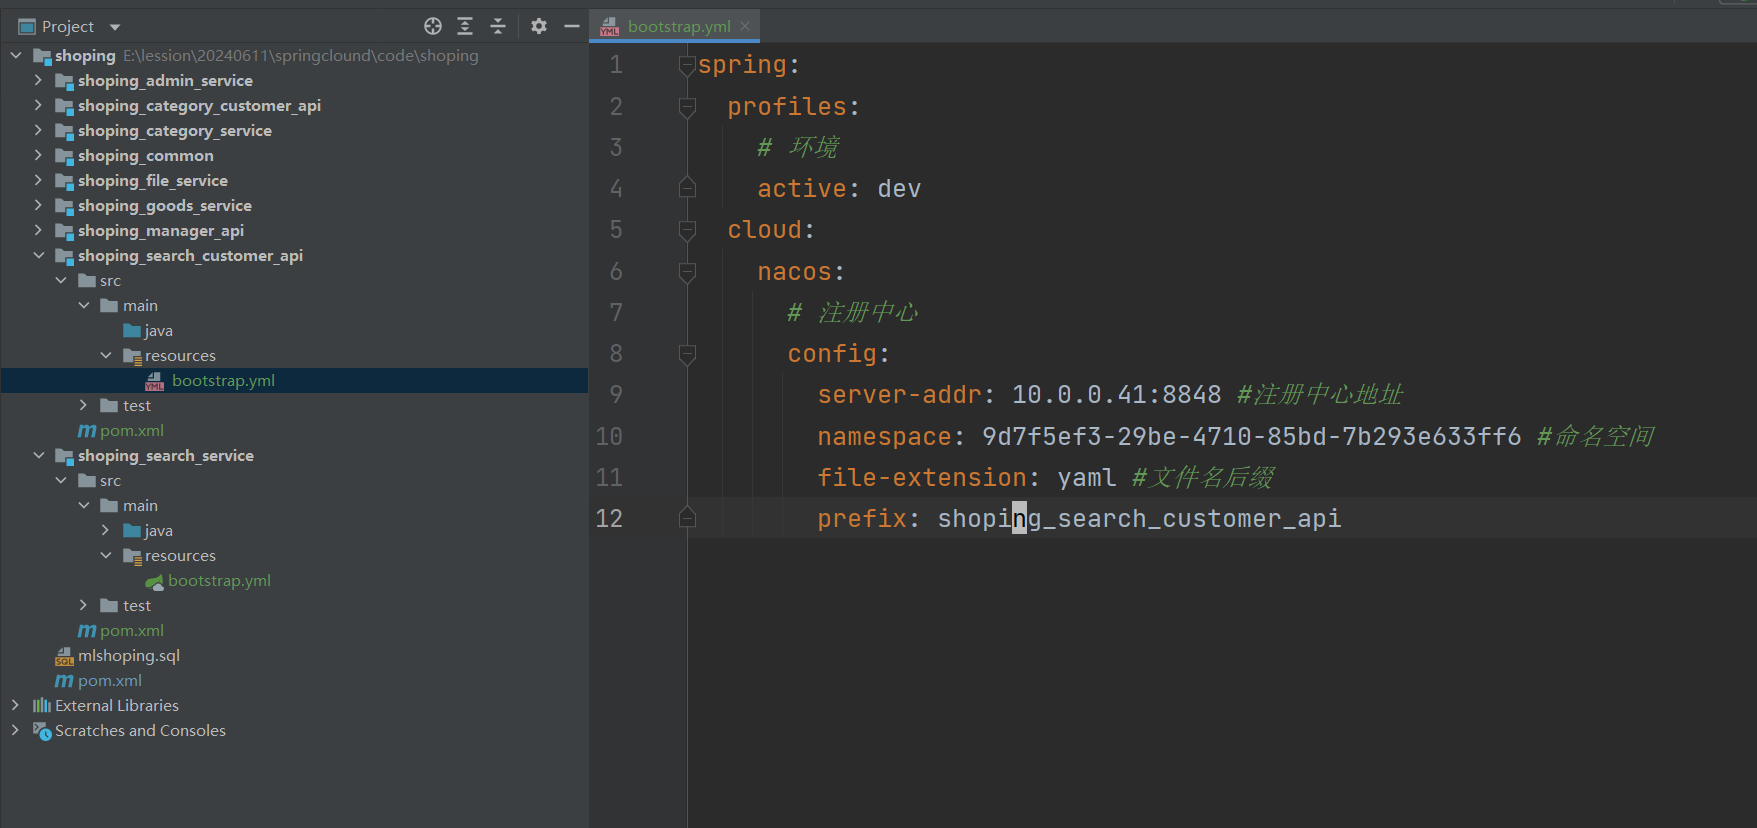 Project
shoping E:\lession\20240611\springclound\code\shoping
shoping_admin_service
shoping_category_customer_api
shoping_category_service
shoping_common
shoping_file_service
shoping_goods_service
shoping_manager_api
shoping_search_customer_api
src
main
java
resources
YML bootstrap.yml
test
m pom.xml
shoping_search_service
src
main
java
resources
bootstrap.yml
test
m pom.xml
SQL mlshoping.sql
m pom.xml
External Libraries
Scratches and Consoles
YML bootstrap.yml
1 spring:
2 profiles:
3 # 环境
4 active: dev
5 cloud:
6 nacos:
7 # 注册中心
8 config:
9 server-addr: 10.0.0.41:8848 #注册中心地址
10 namespace: 9d7f5ef3-29be-4710-85bd-7b293e633ff6 #命名空间
11 file-extension: yaml #文件名后缀
12 prefix: shoping_search_customer_api